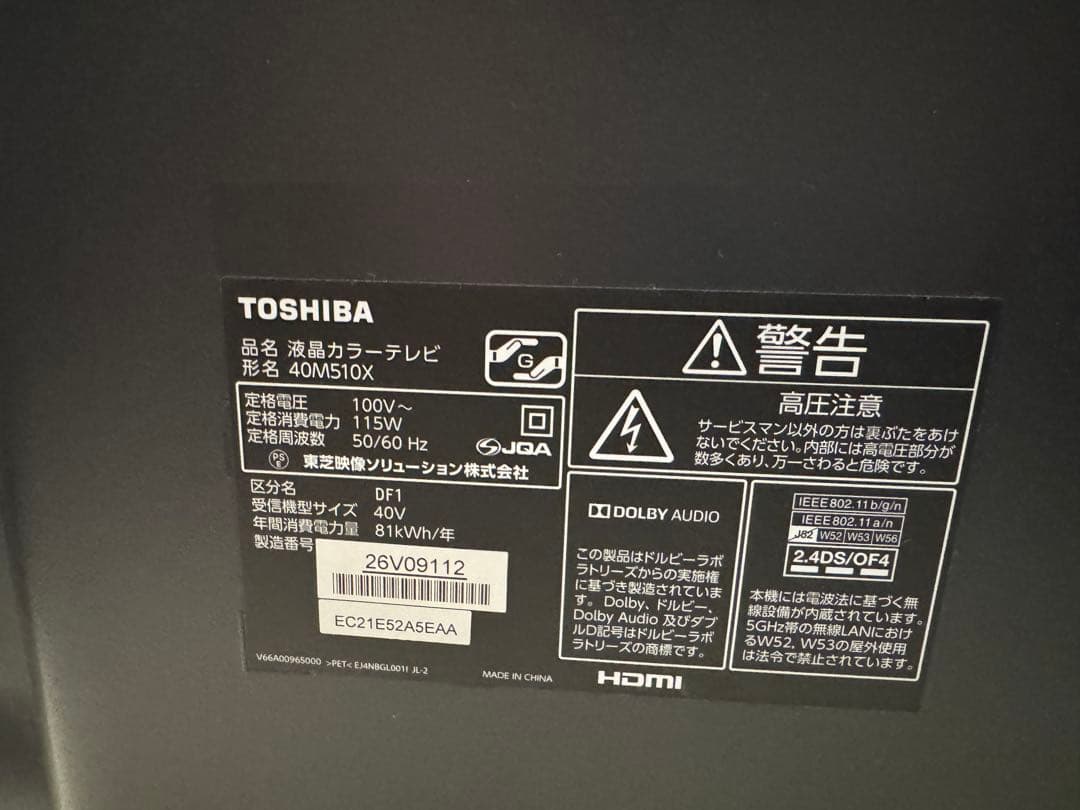 TOSHIBA
品名 液晶カラーテレビ
形名 40M510X
G
定格電圧 100V～
定格消費電力 115W
定格周波数 50/60 Hz
JQA
PS
E
東芝映像ソリューション株式会社
区分名 DF1
受信機型サイズ 40V
年間消費電力量 81kWh/年
製造番号
26V09112
EC21E52A5EAA
V66A00965000 >PET< EJ4NBGL001I JL-2
MADE IN CHINA
警告
高圧注意
サービスマン以外の方は裏ぶたをあけ
ないでください。内部には高電圧部分が
数多くあり、万一さわると危険です。
DOLBY AUDIO
この製品はドルビーラボ
ラトリーズからの実施権
に基づき製造されていま
す。Dolby、ドルビー、
Dolby Audio 及びダブ
ルD記号はドルビーラボ
ラトリーズの商標です。
HDMI
IEEE802.11b/g/n
IEEE802.11a/n
J52 W52 W53 W56
2.4DS/OF4
本機には電波法に基づく無
線設備が内蔵されています。
5GHz帯の無線LANにおけ
るW52, W53の屋外使用
は法令で禁止されています。